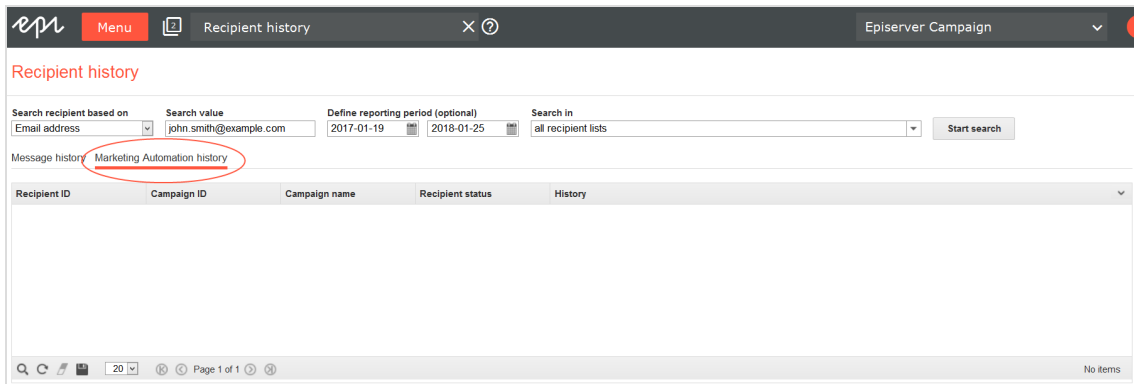 epi Menu 2 Recipient history Episerver Campaign
Recipient history
Search recipient based on Search value Define reporting period (optional) Search in
Email address john.smith@example.com 2017-01-19 2018-01-25 all recipient lists Start search
Message history Marketing Automation history
Recipient ID Campaign ID Campaign name Recipient status History
20 Page 1 of 1 No items